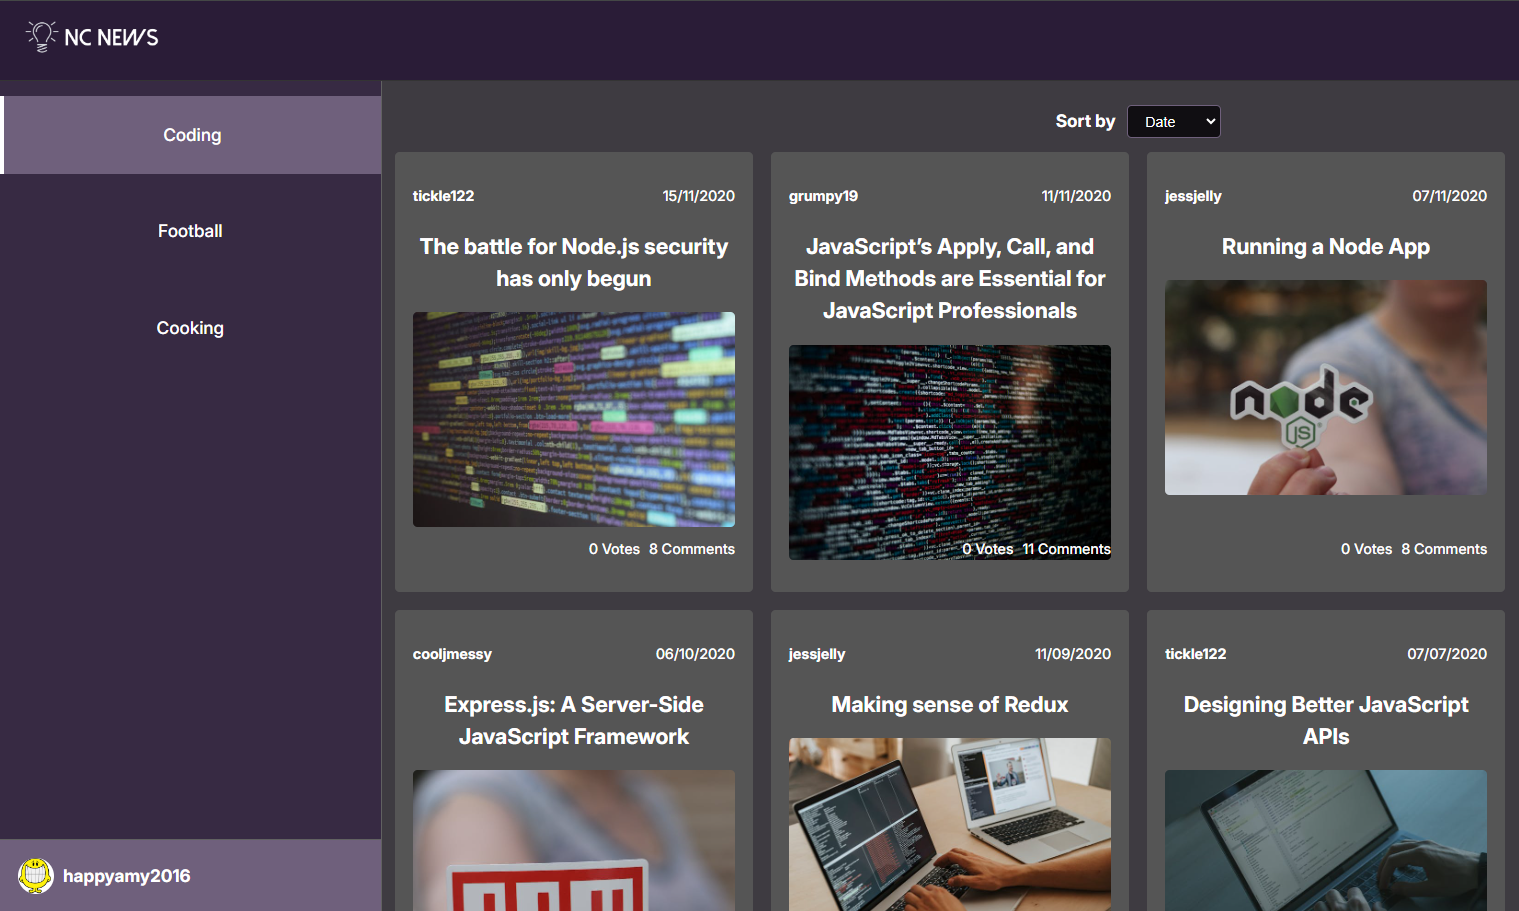 NC NEWS
Coding
Football
Cooking
happyamy2016
Sort by Date
tickle122 15/11/2020
The battle for Node.js security
has only begun
0 Votes 8 Comments
grumpy19 11/11/2020
JavaScript’s Apply, Call, and
Bind Methods are Essential for
JavaScript Professionals
0 Votes 11 Comments
jessjelly 07/11/2020
Running a Node App
node
JS
0 Votes 8 Comments
cooljmessy 06/10/2020
Express.js: A Server-Side
JavaScript Framework
jessjelly 11/09/2020
Making sense of Redux
tickle122 07/07/2020
Designing Better JavaScript
APIs